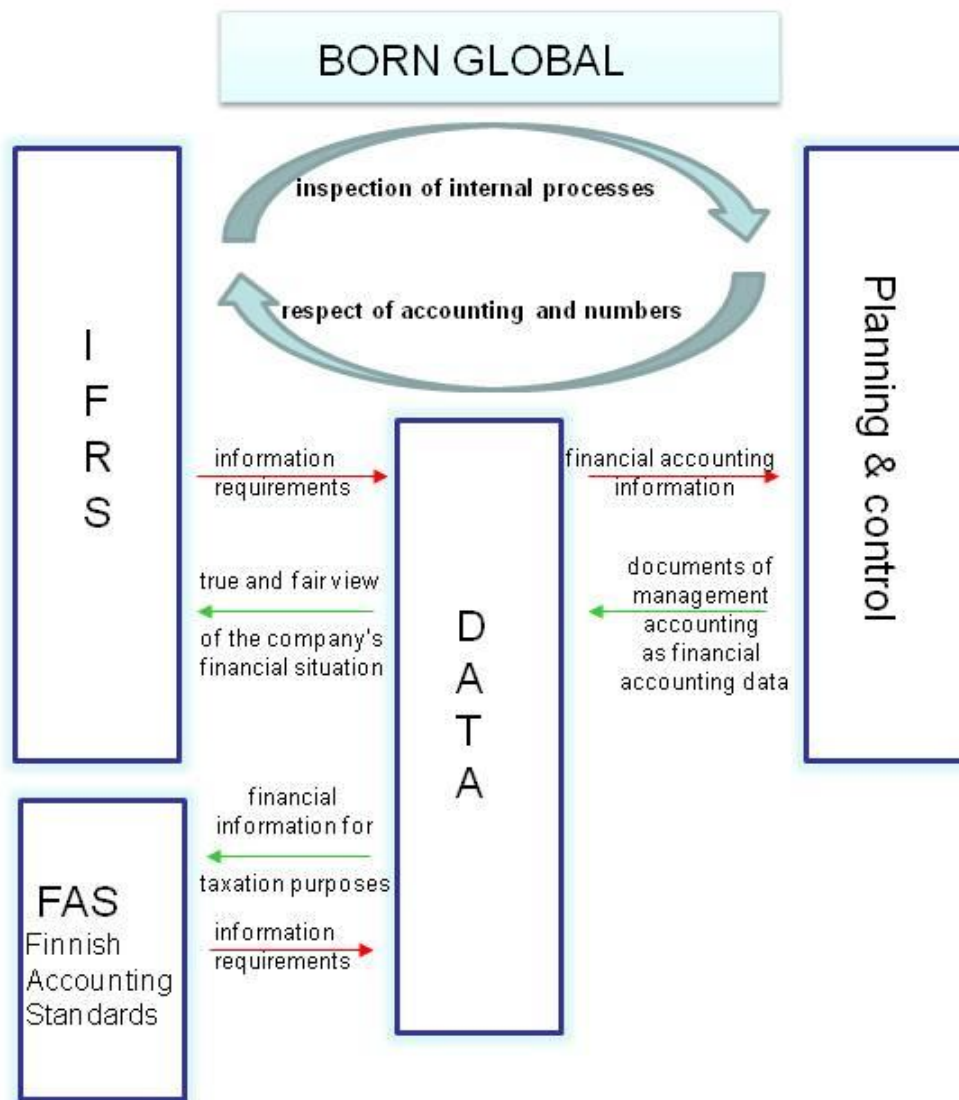 BORN GLOBAL
inspection of internal processes
respect of accounting and numbers
I
F
R
S
information
requirements
true and fair view
of the company's
financial situation
D
A
T
A
financial accounting
information
documents of
management
accounting
as financial
accounting data
Planning & control
financial
information for
taxation purposes
information
requirements
FAS
Finnish
Accounting
Standards